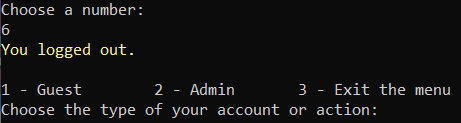 Choose a number:
6
You logged out.
1 - Guest 2 - Admin 3 - Exit the menu
Choose the type of your account or action: